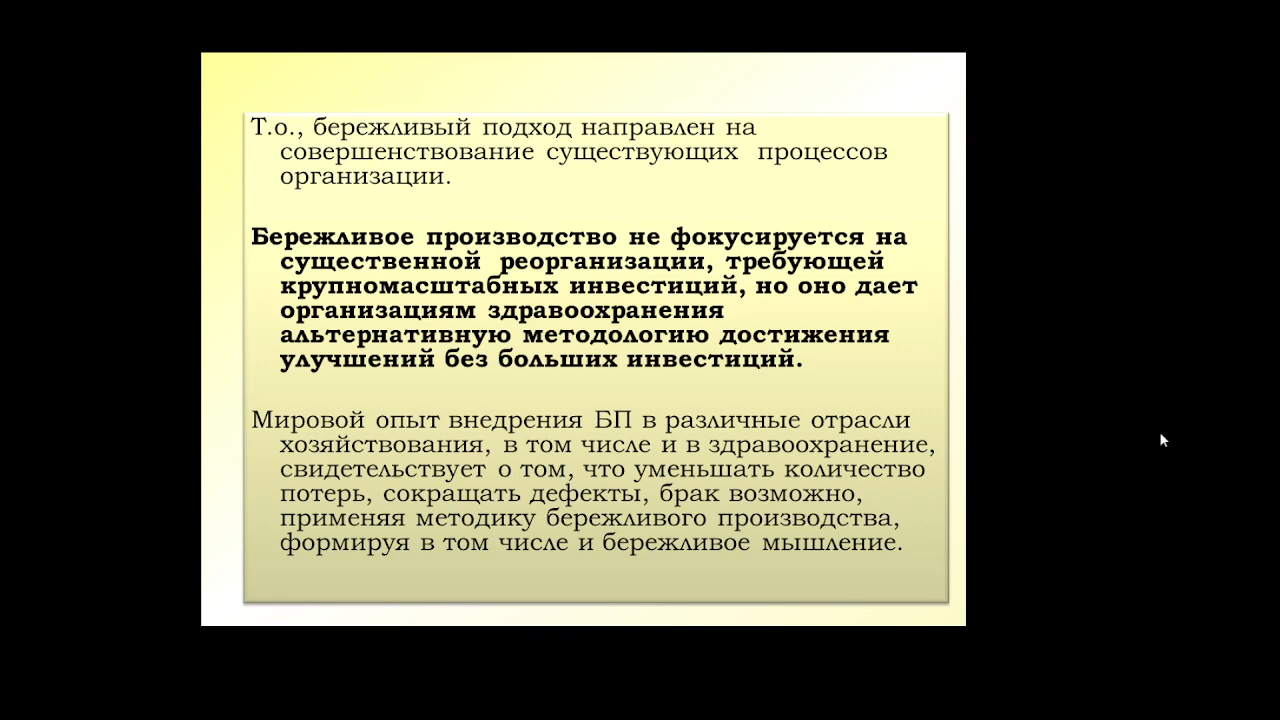 Т.о., бережливый подход направлен на
совершенствование существующих процессов
организации.
Бережливое производство не фокусируется на
существенной реорганизации, требующей
крупномасштабных инвестиций, но оно дает
организациям здравоохранения
альтернативную методологию достижения
улучшений без больших инвестиций.
Мировой опыт внедрения БП в различные отрасли
хозяйствования, в том числе и в здравоохранение,
свидетельствует о том, что уменьшать количество
потерь, сокращать дефекты, брак возможно,
применяя методику бережливого производства,
формируя в том числе и бережливое мышление.